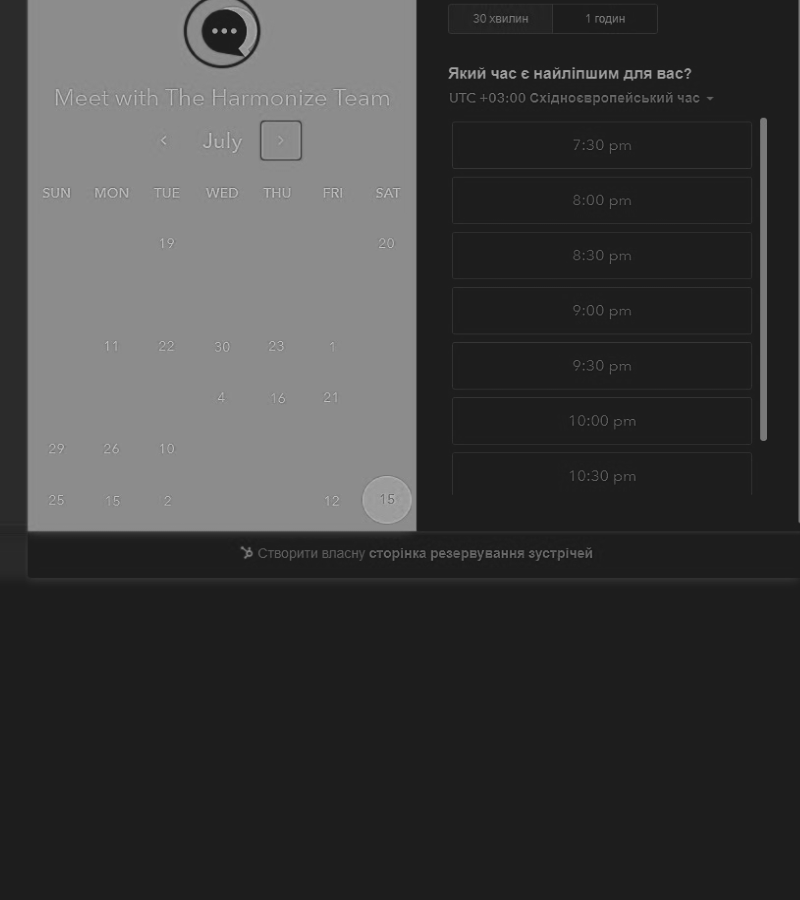 30 хвилин 1 годин
Meet with The Harmonize Team
Який час є найліпшим для вас?
UTC +03:00 Східноєвропейський час
July
SUN MON TUE WED THU FRI SAT
19 20
11 22 30 23 1
4 16 21
29 26 10
25 15 2 12 15
7:30 pm
8:00 pm
8:30 pm
9:00 pm
9:30 pm
10:00 pm
10:30 pm
Створити власну сторінка резервування зустрічей